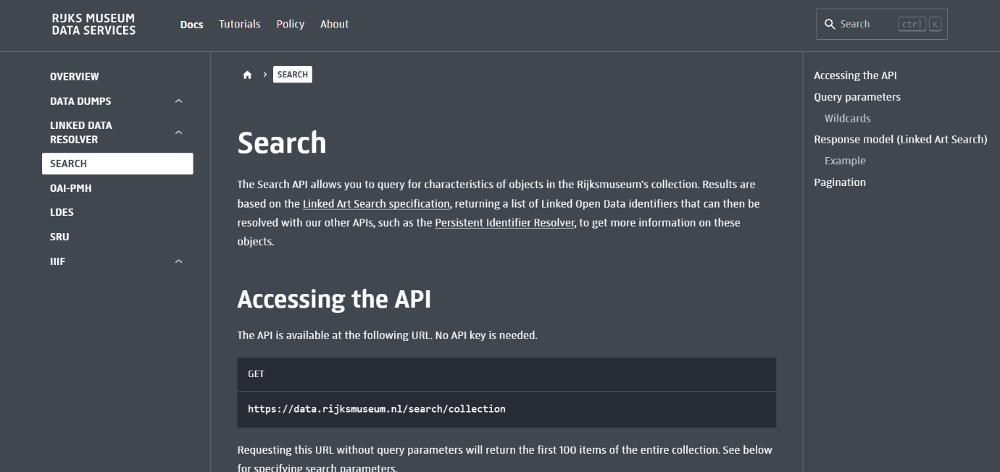 RIJKS MUSEUM
DATA SERVICES
Docs
Tutorials
Policy
About
Search
ctrl
K
OVERVIEW
DATA DUMPS
LINKED DATA
RESOLVER
SEARCH
OAI-PMH
LDES
SRU
IIIF
SEARCH
Search
The Search API allows you to query for characteristics of objects in the Rijksmuseum's collection. Results are
based on the Linked Art Search specification, returning a list of Linked Open Data identifiers that can then be
resolved with our other APIs, such as the Persistent Identifier Resolver, to get more information on these
objects.
Accessing the API
The API is available at the following URL. No API key is needed.
GET
https://data.rijksmuseum.nl/search/collection
Requesting this URL without query parameters will return the first 100 items of the entire collection. See below
for specifying search parameters.
Accessing the API
Query parameters
Wildcards
Response model (Linked Art Search)
Example
Pagination